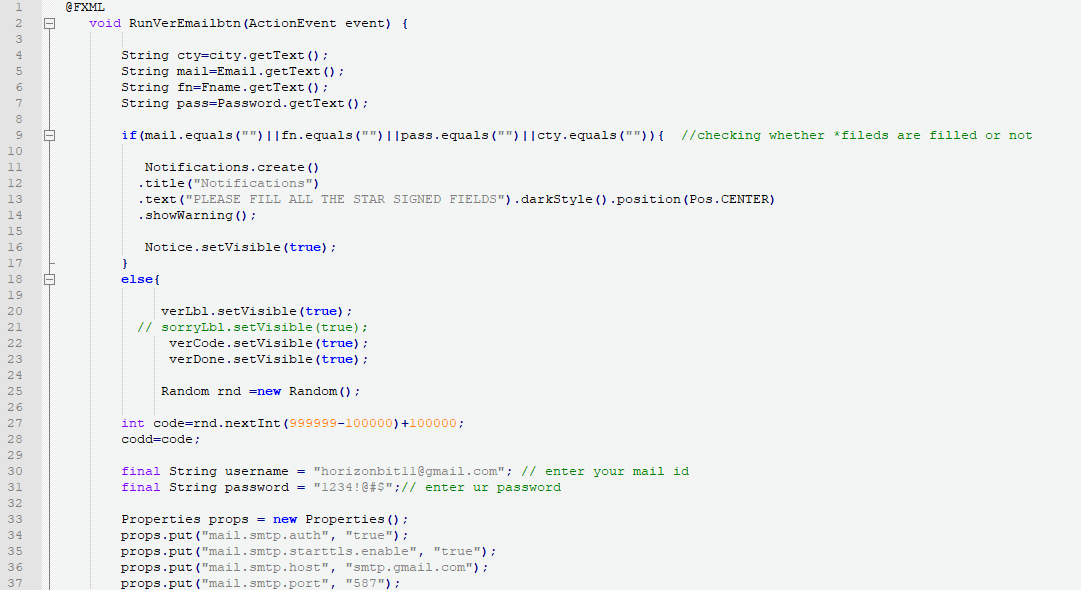 1 @FXML
2 void RunVerEmailbtn(ActionEvent event) {
3
4 String cty=city.getText();
5 String mail=Email.getText();
6 String fn=Fname.getText();
7 String pass=Password.getText();
8
9 if(mail.equals("")||fn.equals("")||pass.equals("")||cty.equals("")){ //checking whether *fileds are filled or not
10
11 Notifications.create()
12 .title("Notifications")
13 .text("PLEASE FILL ALL THE STAR SIGNED FIELDS").darkStyle().position(Pos.CENTER)
14 .showWarning();
15
16 Notice.setVisible(true);
17 }
18 else{
19
20 verLbl.setVisible(true);
21 // sorryLbl.setVisible(true);
22 verCode.setVisible(true);
23 verDone.setVisible(true);
24
25 Random rnd =new Random();
26
27 int code=rnd.nextInt(999999-100000)+100000;
28 codd=code;
29
30 final String username = "horizonbit11@gmail.com"; // enter your mail id
31 final String password = "1234!@#$";// enter ur password
32
33 Properties props = new Properties();
34 props.put("mail.smtp.auth", "true");
35 props.put("mail.smtp.starttls.enable", "true");
36 props.put("mail.smtp.host", "smtp.gmail.com");
37 props.put("mail.smtp.port", "587");